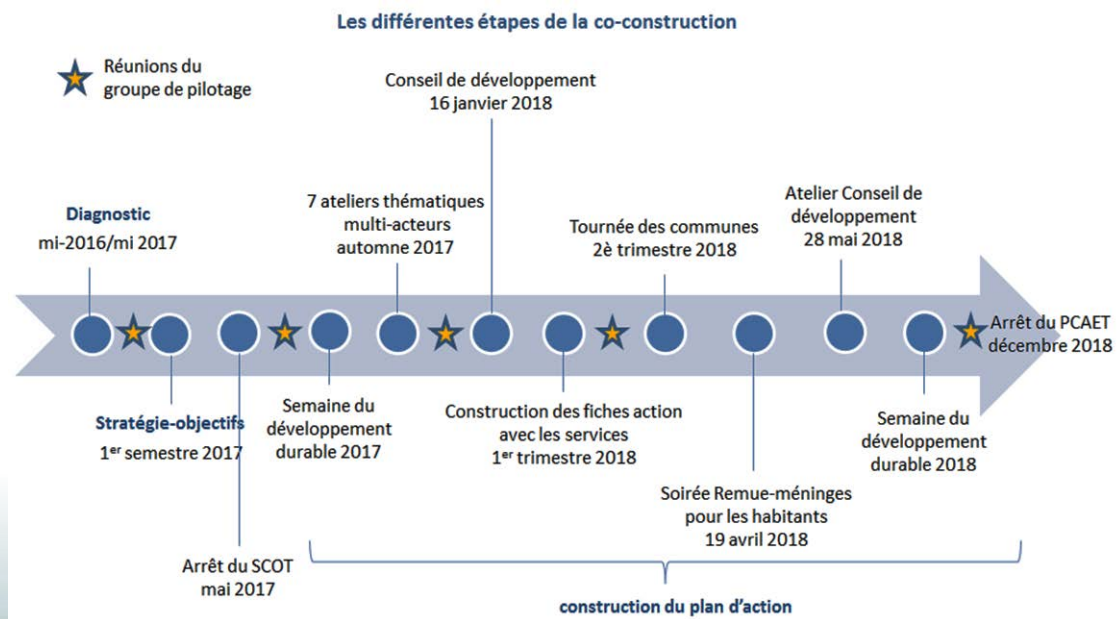 Les différentes étapes de la co-construction
Réunions du
groupe de pilotage
Conseil de développement
16 janvier 2018
Diagnostic
mi-2016/mi 2017
7 ateliers thématiques
multi-acteurs
automne 2017
Tournée des communes
2è trimestre 2018
Atelier Conseil de
développement
28 mai 2018
Arrêt du PCAET
décembre 2018
Stratégie-objectifs
1er semestre 2017
Semaine du
développement
durable 2017
Construction des fiches action
avec les services
1er trimestre 2018
Semaine du
développement
durable 2018
Arrêt du SCOT
mai 2017
Soirée Remue-méninges
pour les habitants
19 avril 2018
construction du plan d'action